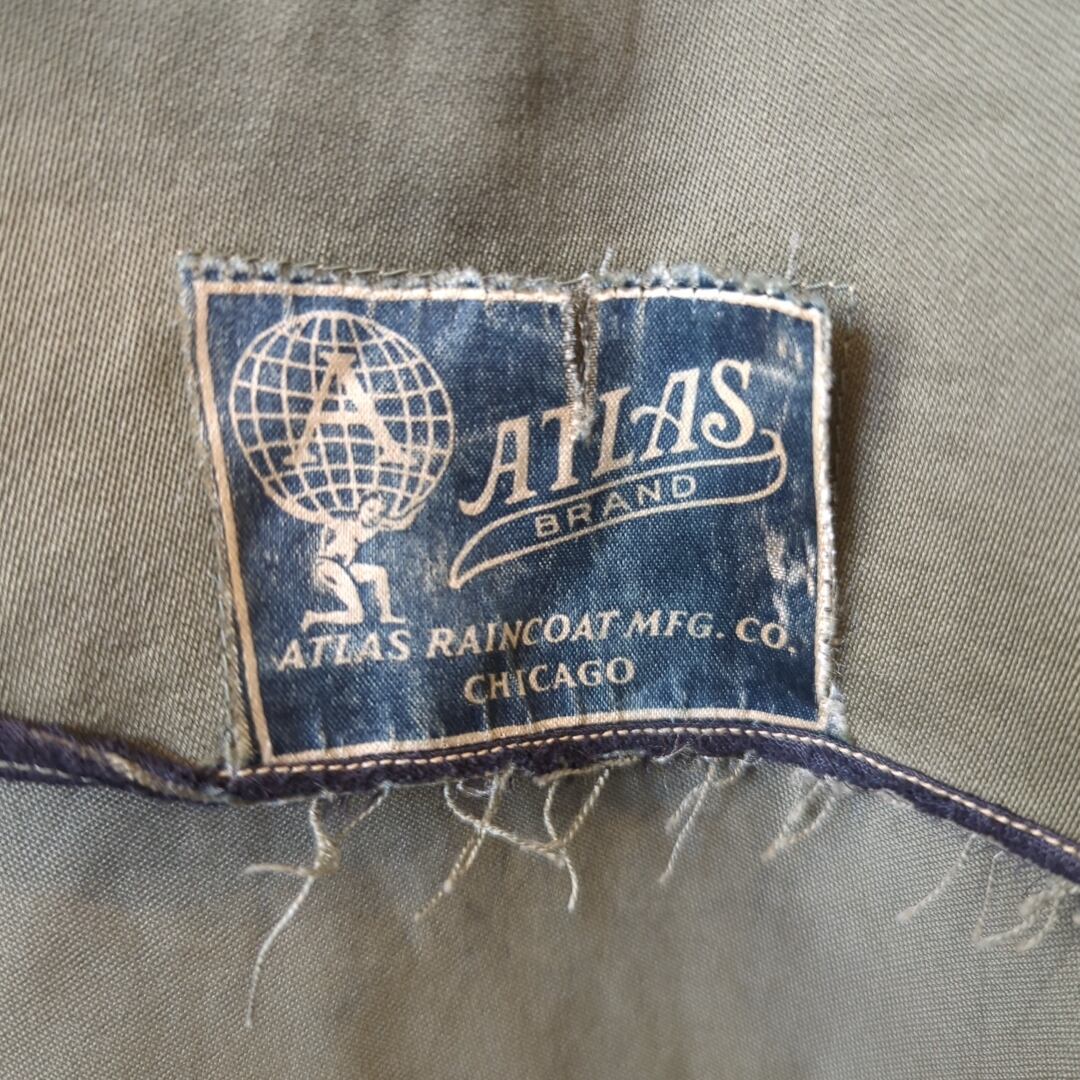 A
ATLAS
BRAND
ATLAS RAINCOAT MFG. CO.
CHICAGO